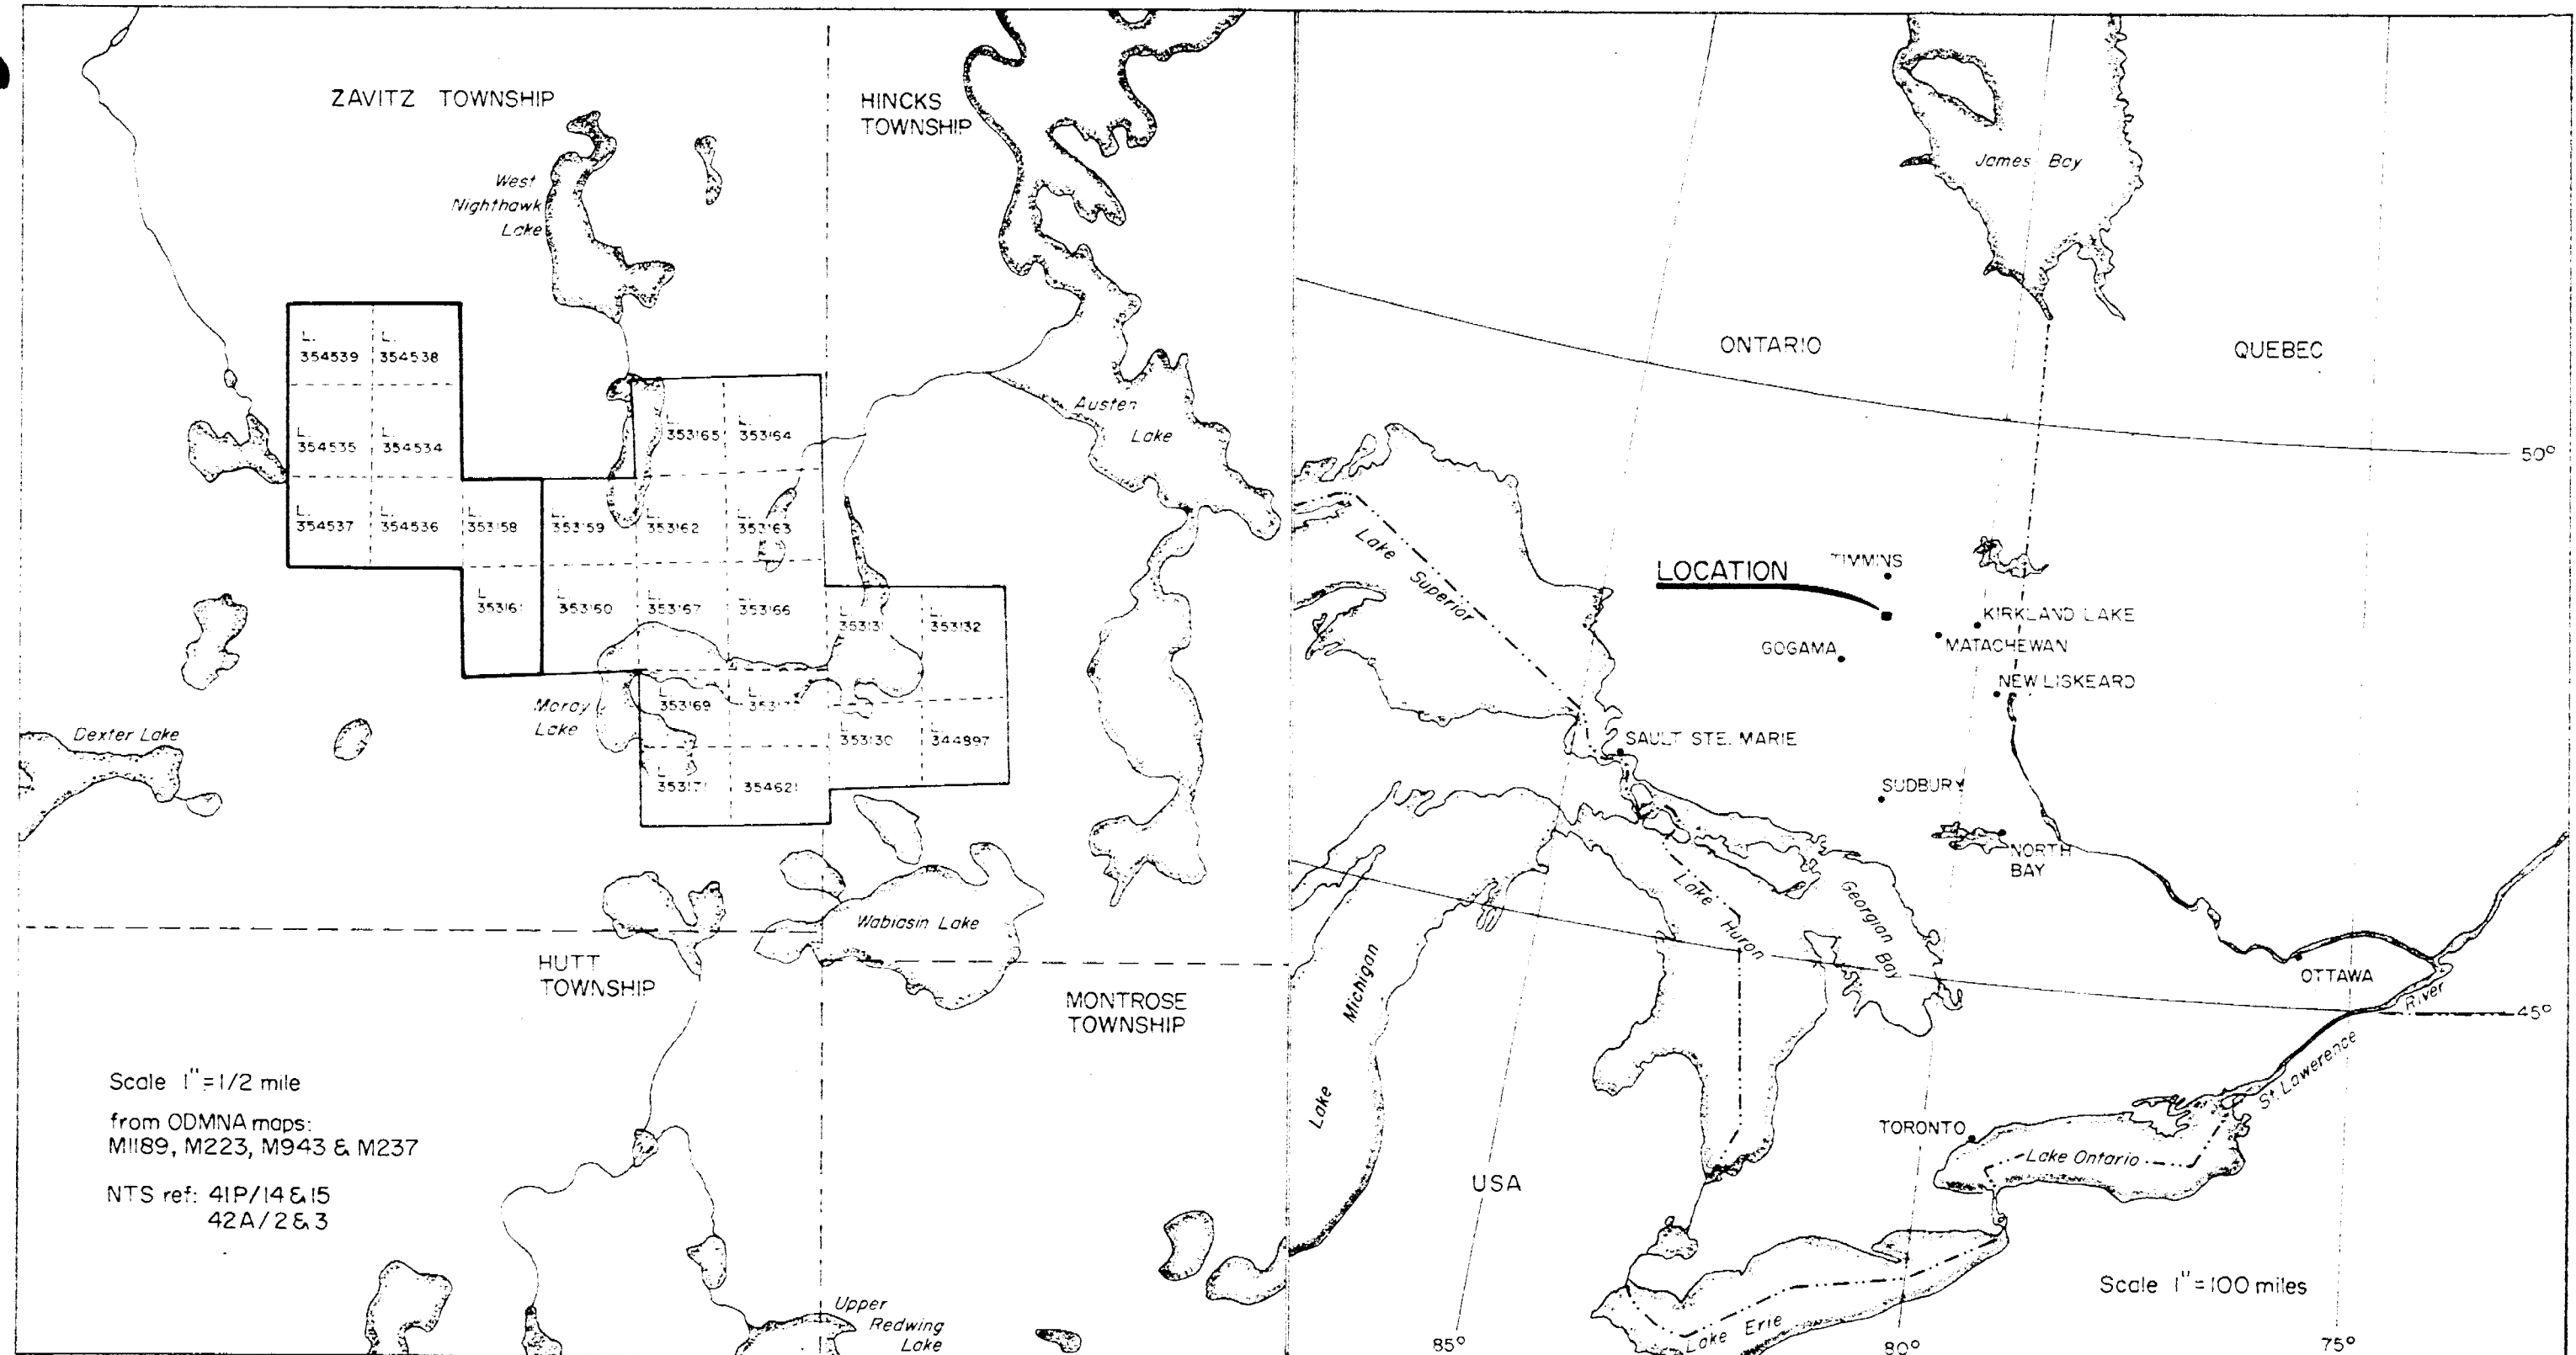 ZAVITZ TOWNSHIP
HINCKS
TOWNSHIP
West
Nighthawk
Lake
L.
354539
L.
354538
L.
354535
L.
354534
L.
353165
L.
353164
L.
354537
L.
354536
L.
353158
L.
353159
L.
353162
L.
353163
L.
353161
L.
353160
L.
353167
L.
353166
L.
353131
L.
353132
L.
353169
L.
L.
353130
L.
344897
L.
353171
L.
354621
Austen
Lake
Moray
Lake
Dexter Lake
Wabiasin Lake
HUTT
TOWNSHIP
MONTROSE
TOWNSHIP
Scale 1"=1/2 mile
from ODMNA maps:
M1189, M223, M943 & M237
NTS ref: 41P/14 & 15
42A/2 & 3
Upper
Redwing
Lake
James Bay
ONTARIO
QUEBEC
50°
Lake Superior
LOCATION
TIMMINS
KIRKLAND LAKE
MATACHEWAN
GOGAMA
NEW LISKEARD
SAULT STE. MARIE
SUDBURY
NORTH
BAY
Lake Huron
Georgian Bay
Lake Michigan
OTTAWA
St. Lawerence River
45°
TORONTO
Lake Ontario
USA
Lake Erie
Scale 1"=100 miles
85°
80°
75°